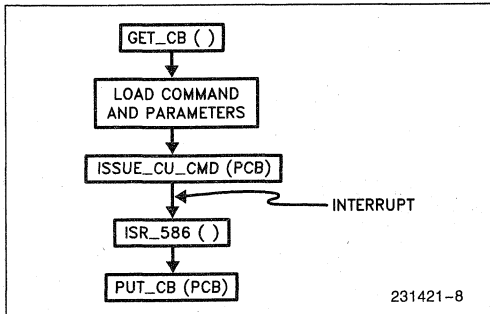 GET_CB ( )
LOAD COMMAND
AND PARAMETERS
ISSUE_CU_CMD (PCB)
INTERRUPT
ISR_586 ( )
PUT_CB (PCB)
231421-8